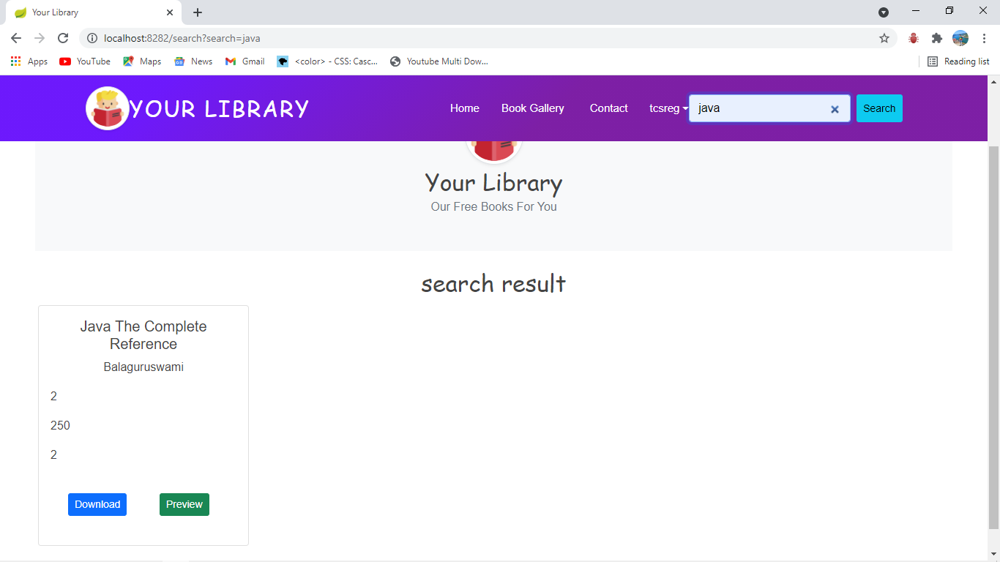 Your Library
localhost:8282/search?search=java
Apps YouTube Maps News Gmail <color> - CSS: Casc... Youtube Multi Dow... Reading list
YOUR LIBRARY Home Book Gallery Contact tcsreg java Search
Your Library
Our Free Books For You
search result
Java The Complete
Reference
Balaguruswami
2
250
2
Download Preview